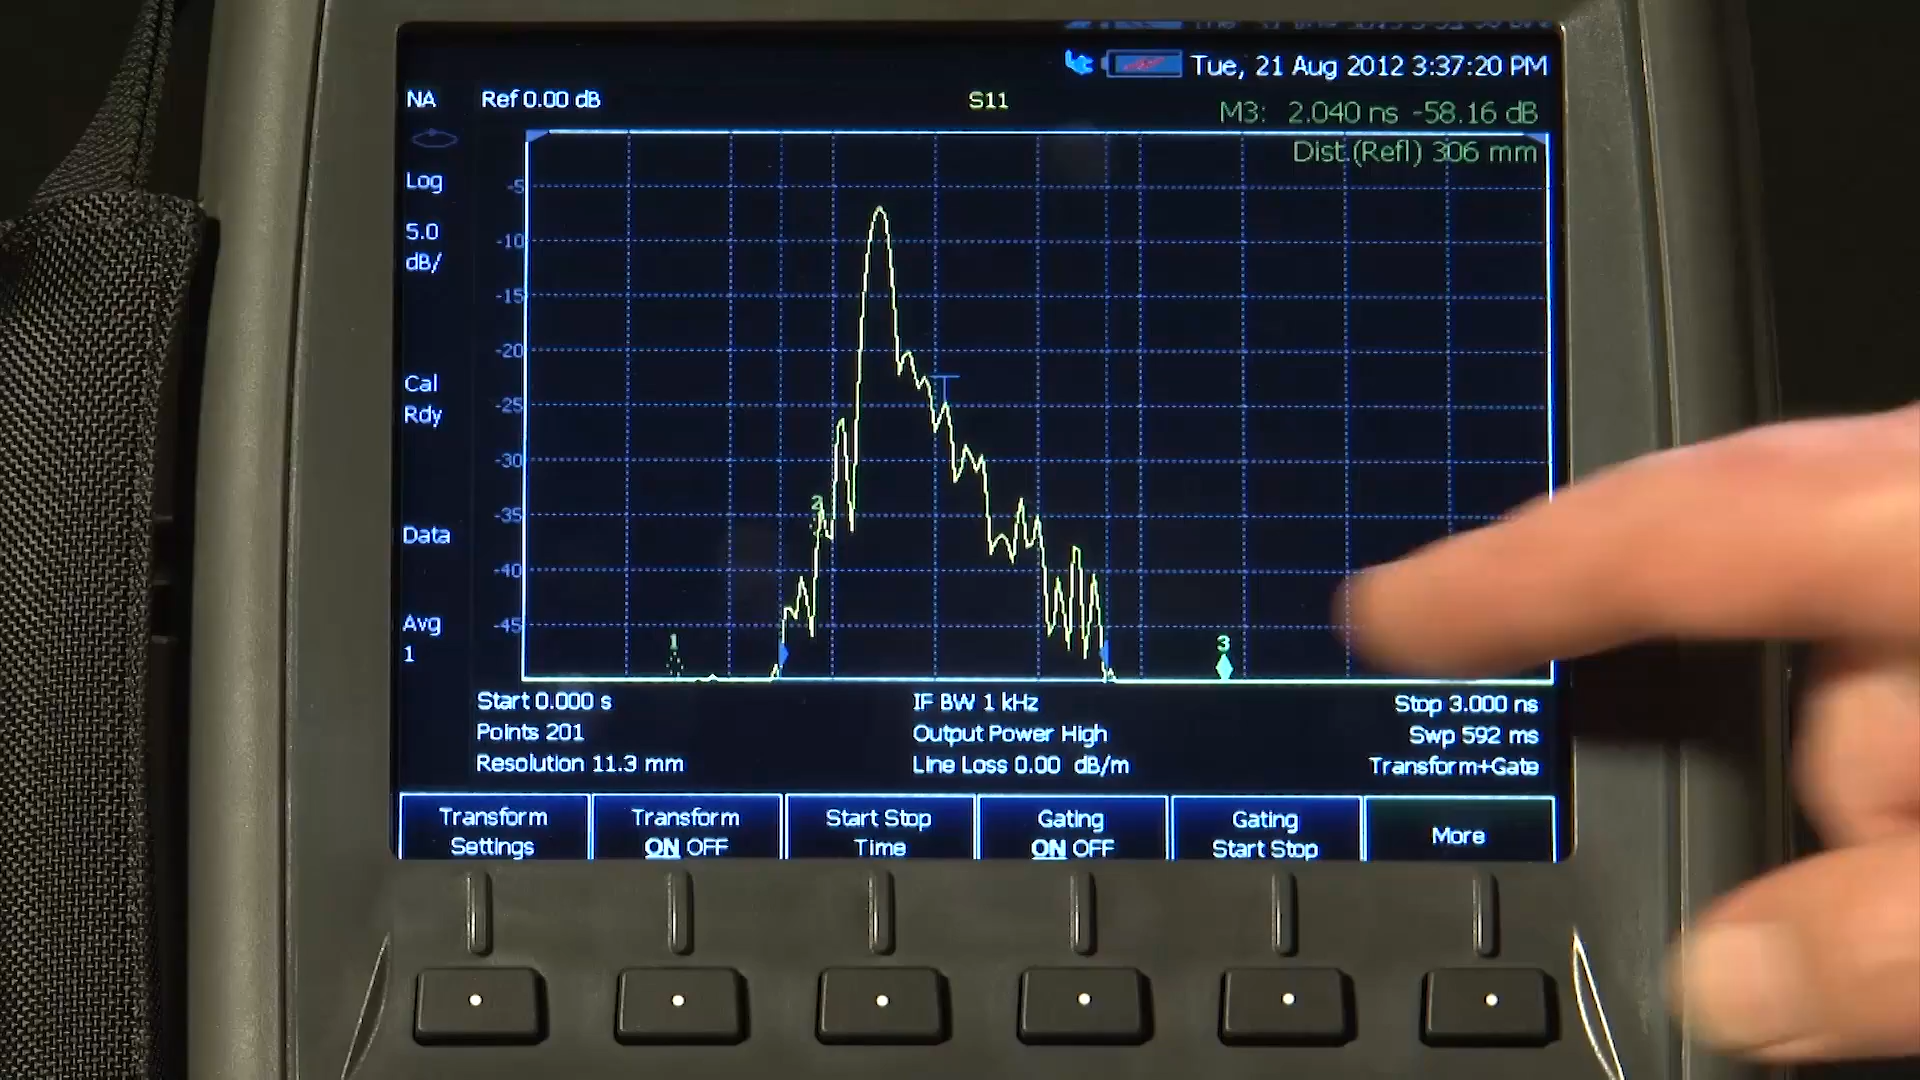 Tue, 21 Aug 2012 3:37:20 PM
NA
Ref 0.00 dB
S11
M3: 2.040 ns -58.16 dB
Dist.(Refl) 306 mm
Log
5.0
dB/
Cal
Rdy
Data
Avg
1
-5
-10
-15
-20
-25
-30
-35
-40
-45
1
2
3
Start 0.000 s
IF BW 1 kHz
Stop 3.000 ns
Points 201
Output Power High
Swp 592 ms
Resolution 11.3 mm
Line Loss 0.00 dB/m
Transform+Gate
Transform
Settings
Transform
ON OFF
Start Stop
Time
Gating
ON OFF
Gating
Start Stop
More